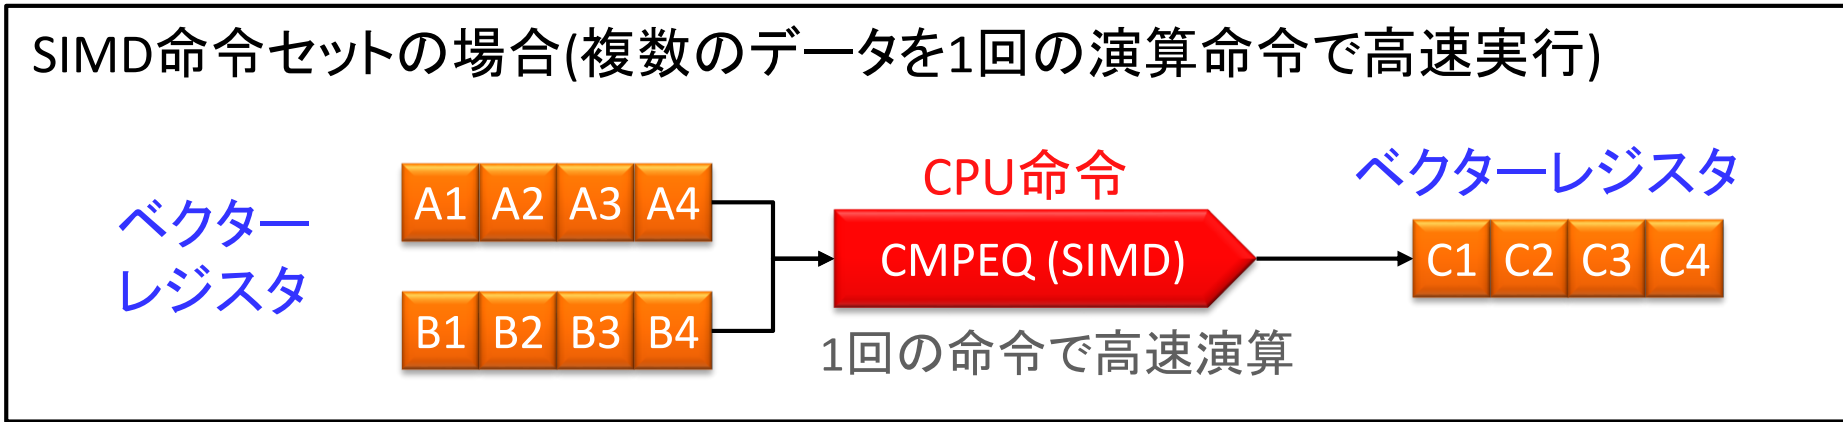 SIMD命令セットの場合(複数のデータを1回の演算命令で高速実行)
ベクター
レジスタ
A1 A2 A3 A4
B1 B2 B3 B4
CPU命令
CMPEQ (SIMD)
1回の命令で高速演算
ベクターレジスタ
C1 C2 C3 C4